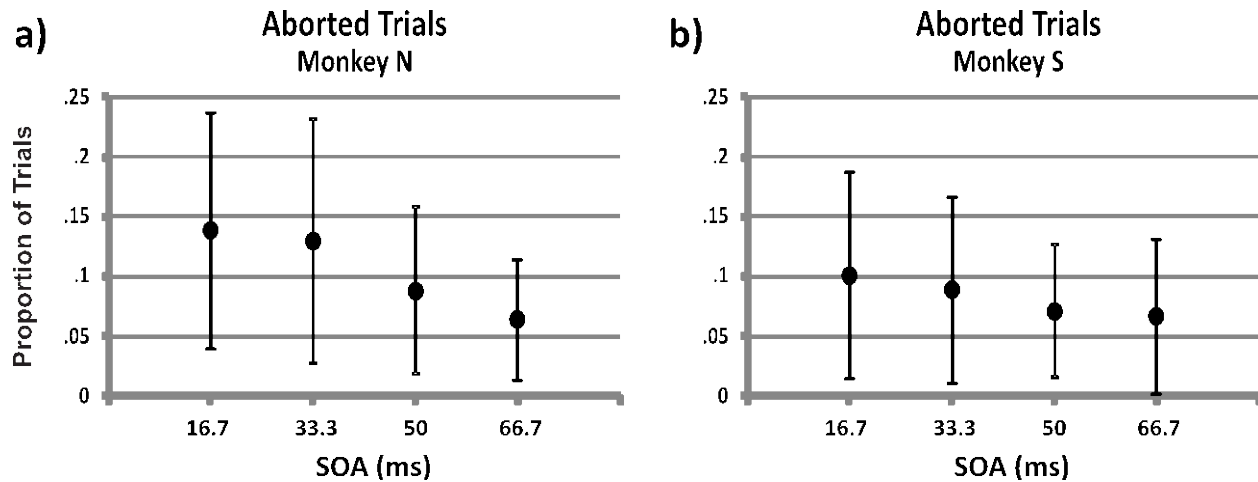 a)
Aborted Trials
Monkey N
Proportion of Trials
.25
.2
.15
.1
.05
0
16.7 33.3 50 66.7
SOA (ms)
b)
Aborted Trials
Monkey S
.25
.2
.15
.1
.05
0
16.7 33.3 50 66.7
SOA (ms)